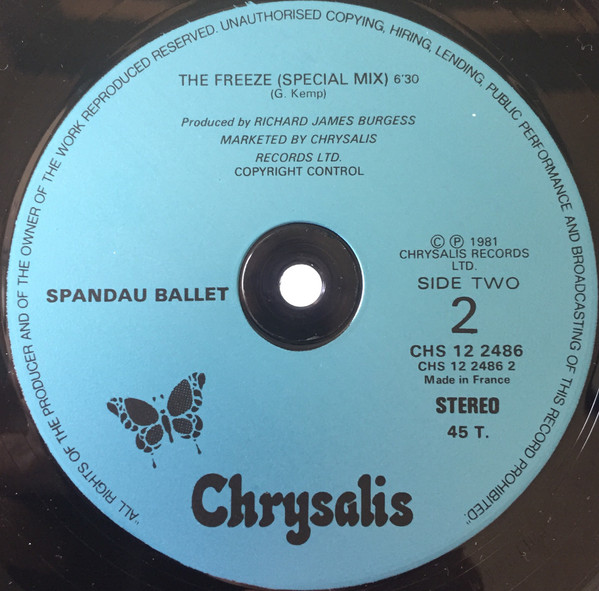 "ALL RIGHTS OF THE PRODUCER AND OF THE OWNER OF THE WORK REPRODUCED RESERVED. UNAUTHORISED COPYING, HIRING, LENDING, PUBLIC PERFORMANCE AND BROADCASTING OF THIS RECORD PROHIBITED."
THE FREEZE (SPECIAL MIX) 6'30
(G. Kemp)
Produced by RICHARD JAMES BURGESS
MARKETED BY CHRYSALIS
RECORDS LTD.
COPYRIGHT CONTROL
© ℗ 1981
CHRYSALIS RECORDS
LTD.
SIDE TWO
2
SPANDAU BALLET
CHS 12 2486
CHS 12 2486 2
Made in France
STEREO
45 T.
Chrysalis